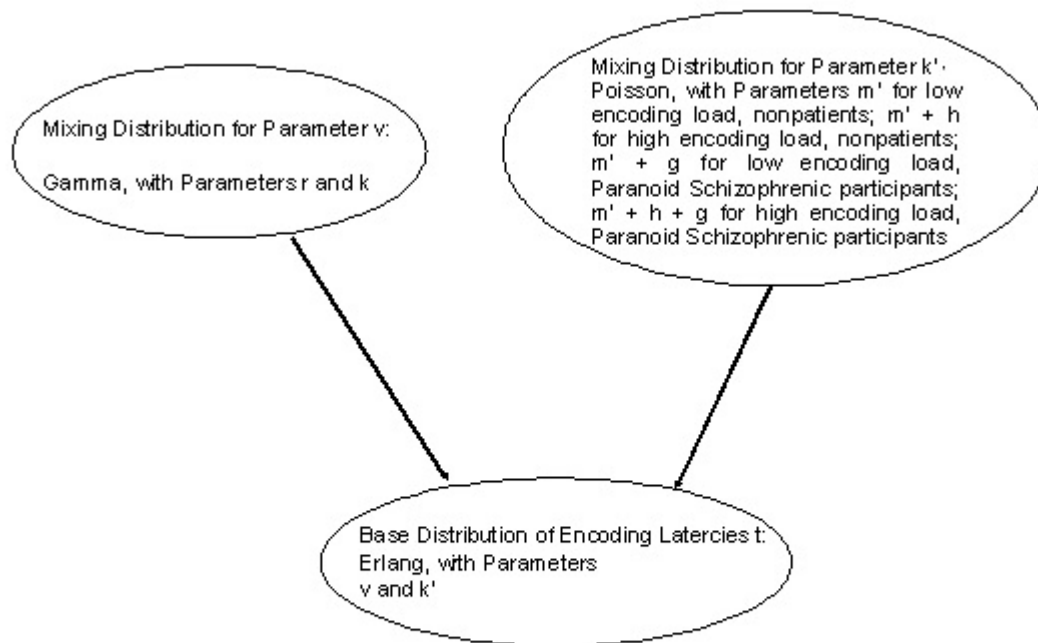 Mixing Distribution for Parameter v:
Gamma, with Parameters r and k
Mixing Distribution for Parameter k'·
Poisson, with Parameters m' for low
encoding load, nonpatients; m' + h
for high encoding load, nonpatients;
m' + g for low encoding load,
Paranoid Schizophrenic participants;
m' + h + g for high encoding load,
Paranoid Schizophrenic participants
Base Distribution of Encoding Latercies t:
Erlang, with Parameters
v and k'